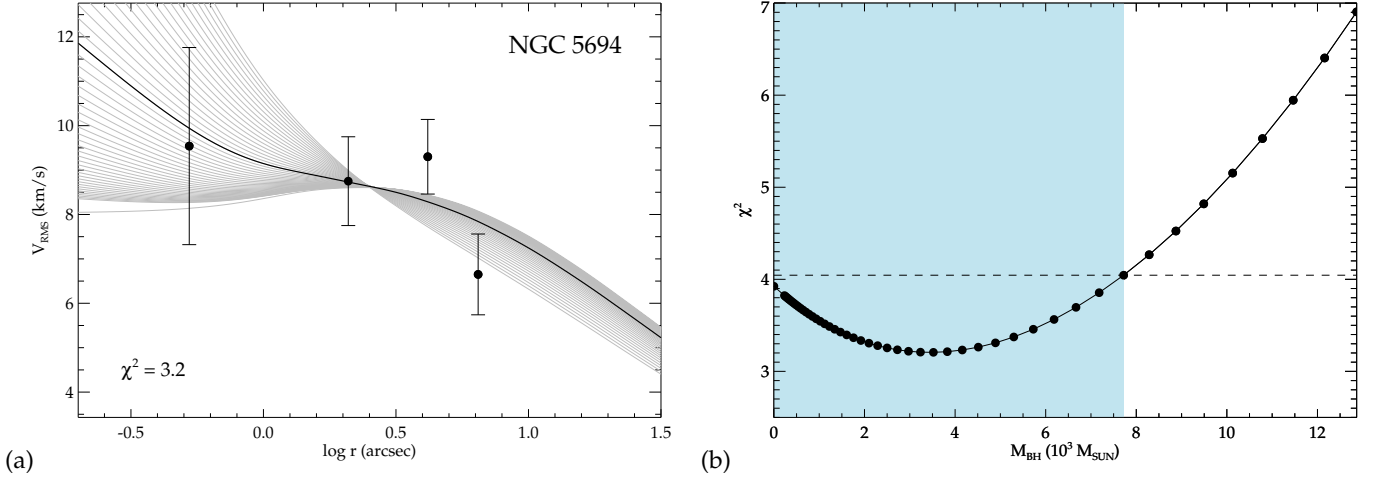 NGC 5694
12
10
8
6
4
V_RMS (km/s)
χ² = 3.2
-0.5 0.0 0.5 1.0 1.5
log r (arcsec)
(a)
7
6
5
4
3
χ²
0 2 4 6 8 10 12
M_BH (10³ M_SUN)
(b)